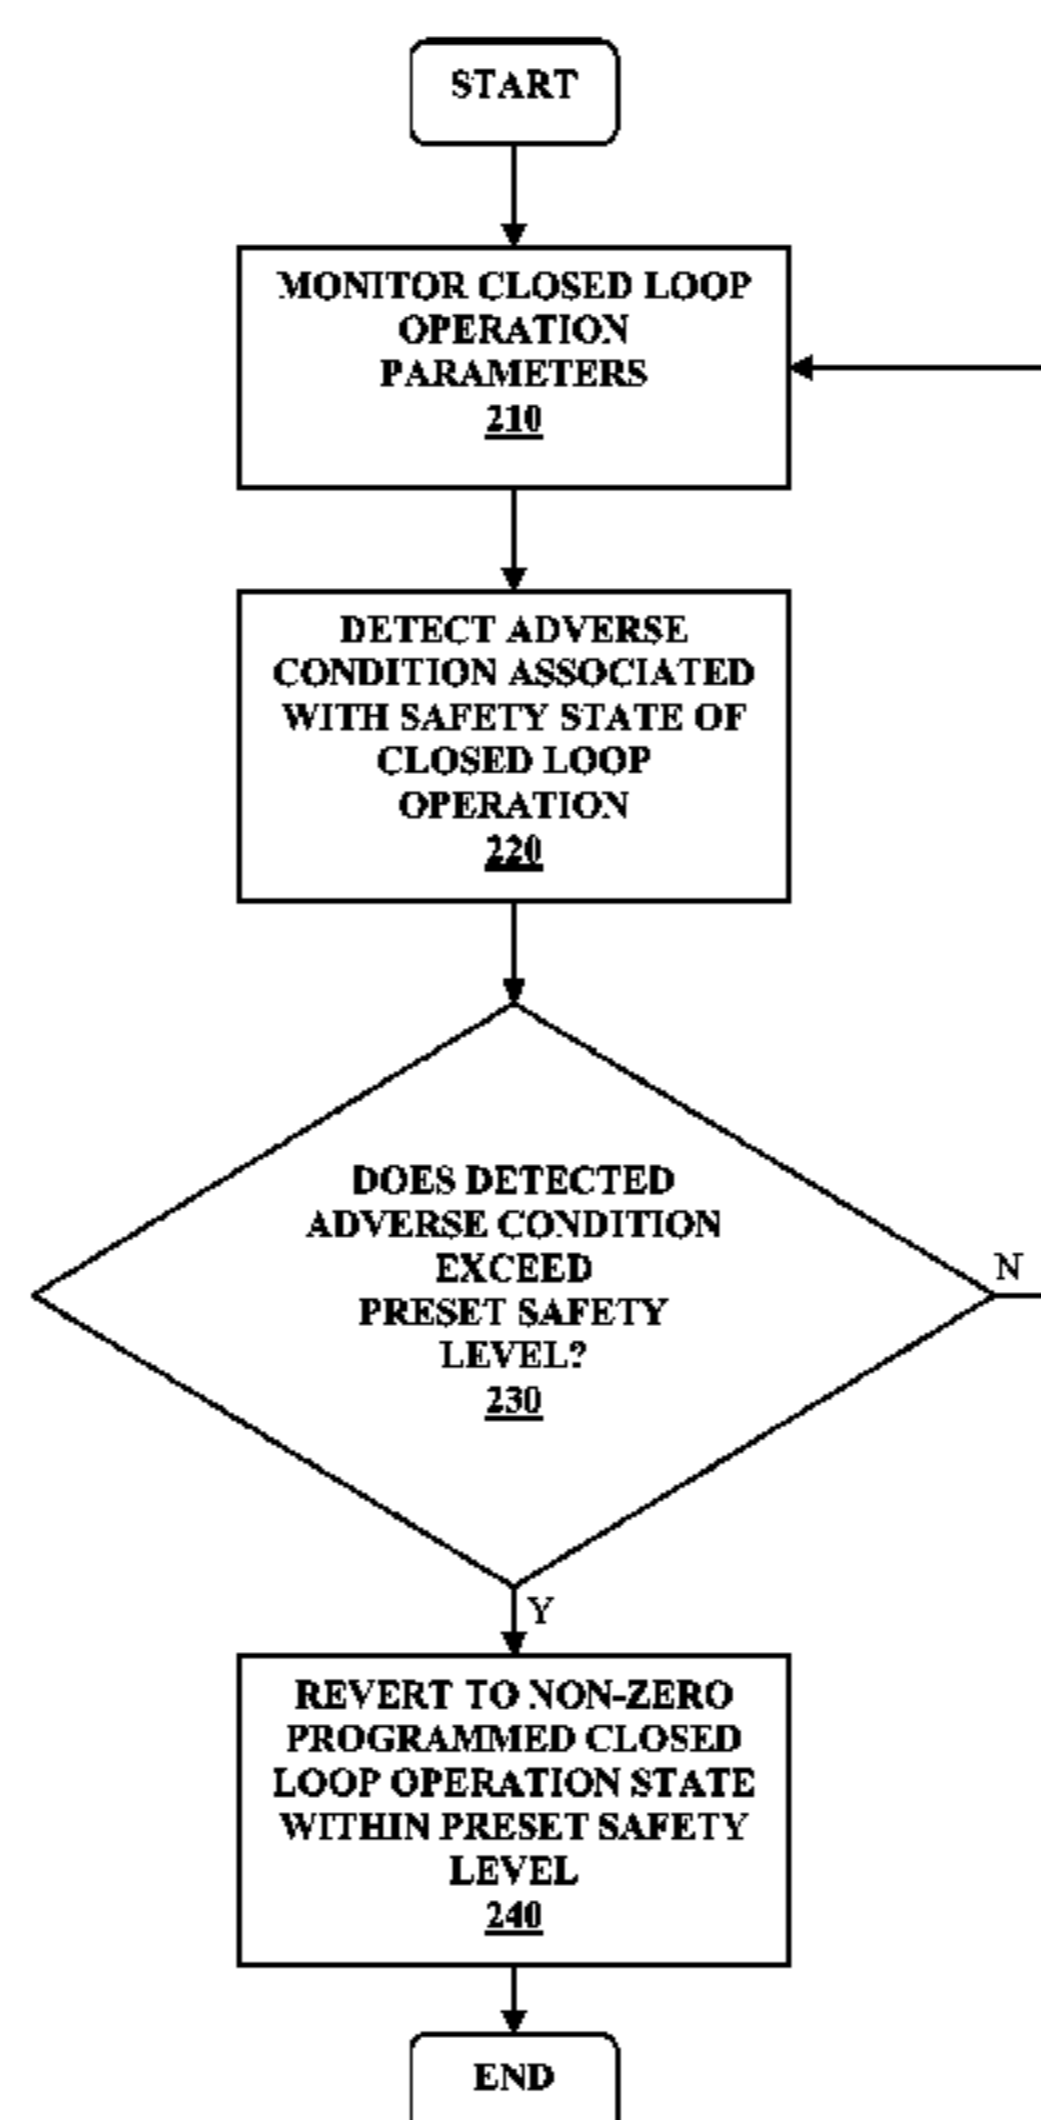 START
MONITOR CLOSED LOOP
OPERATION
PARAMETERS
210
DETECT ADVERSE
CONDITION ASSOCIATED
WITH SAFETY STATE OF
CLOSED LOOP
OPERATION
220
DOES DETECTED
ADVERSE CONDITION
EXCEED
PRESET SAFETY
LEVEL?
230
N
Y
REVERT TO NON-ZERO
PROGRAMMED CLOSED
LOOP OPERATION STATE
WITHIN PRESET SAFETY
LEVEL
240
END